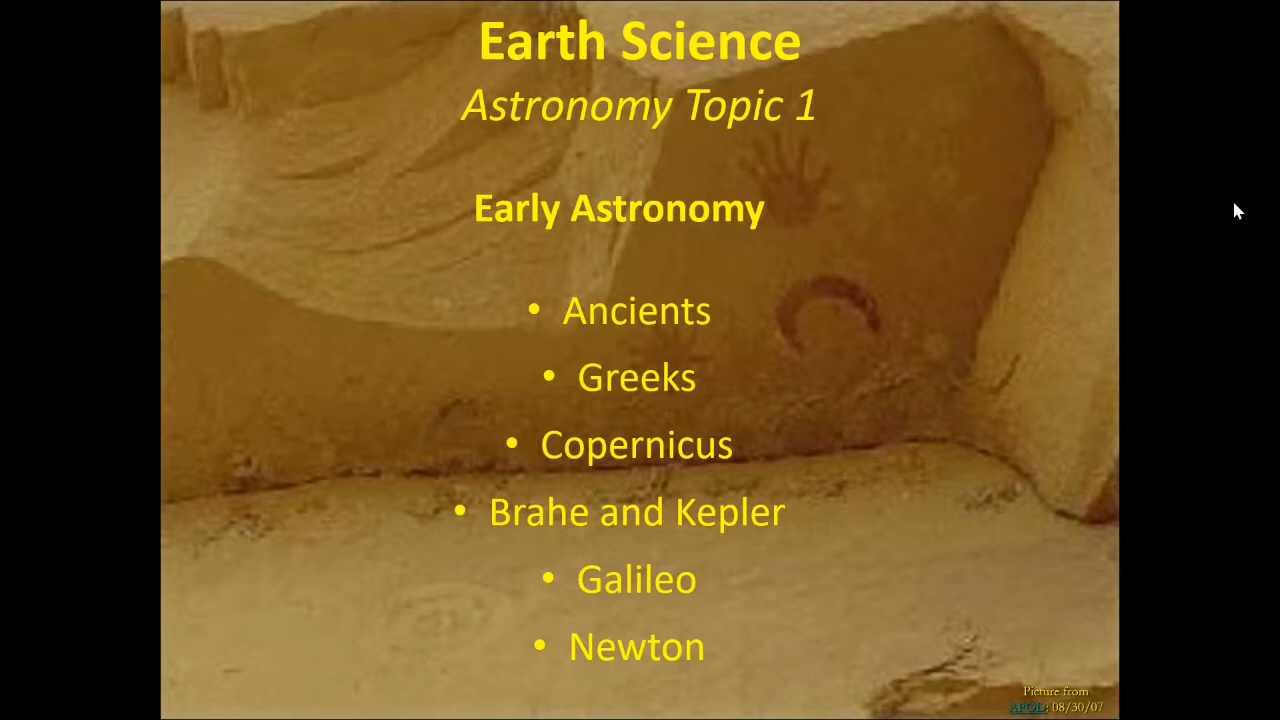 Earth Science
Astronomy Topic 1
Early Astronomy
• Ancients
• Greeks
• Copernicus
• Brahe and Kepler
• Galileo
• Newton
Picture from
APOD: 08/30/07